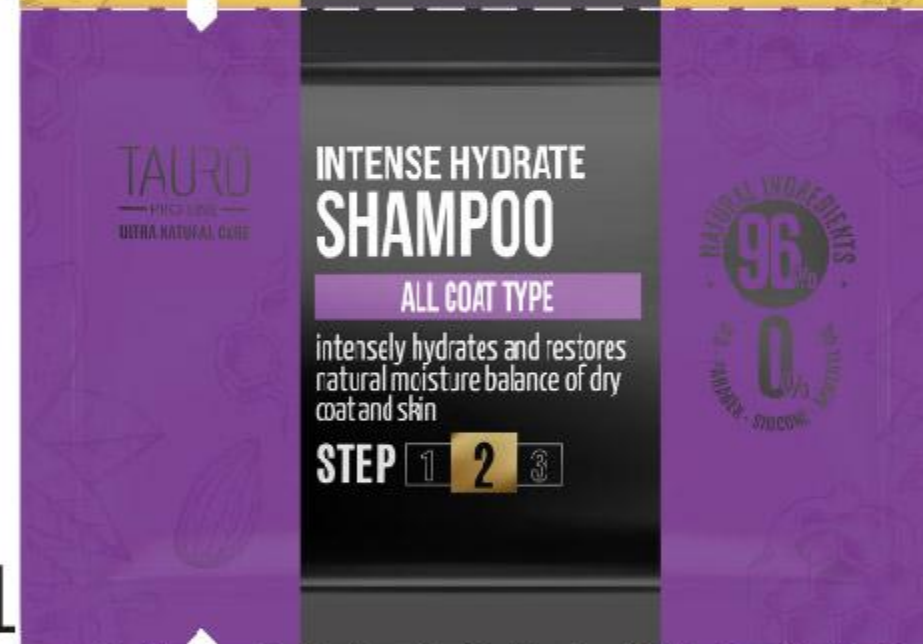 TAURO
PRO LINE
ULTRA NATURAL CARE
INTENSE HYDRATE
SHAMPOO
ALL COAT TYPE
intensely hydrates and restores
natural moisture balance of dry
coat and skin
STEP 1 2 3
NATURAL INGREDIENTS
96%
0%
PARABEN · SILICONE
L